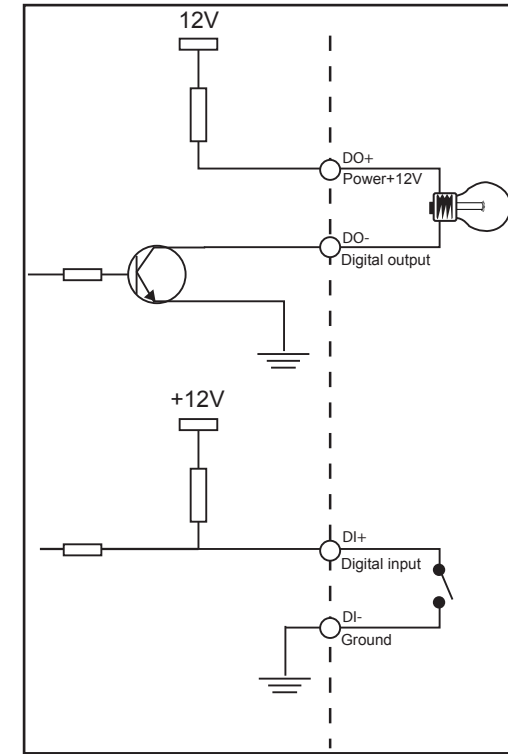 12V
DO+
Power+12V
DO-
Digital output
+12V
DI+
Digital input
DI-
Ground